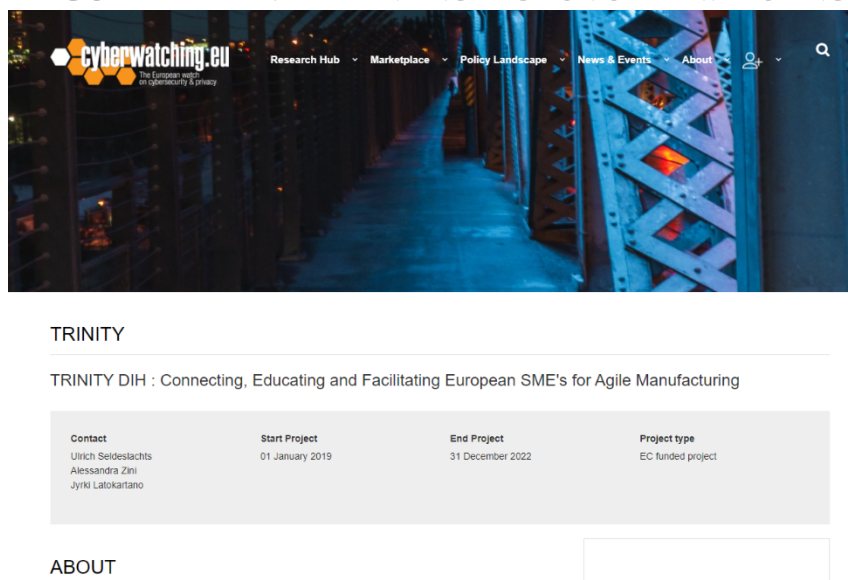 cyberwatching.eu
The European watch
on cybersecurity & privacy
Research Hub Marketplace Policy Landscape News & Events About
TRINITY
TRINITY DIH : Connecting, Educating and Facilitating European SME's for Agile Manufacturing
Contact Start Project End Project Project type
Ulrich Seldeslachts 01 January 2019 31 December 2022 EC funded project
Alessandra Zini
Jyrki Latokartano
ABOUT